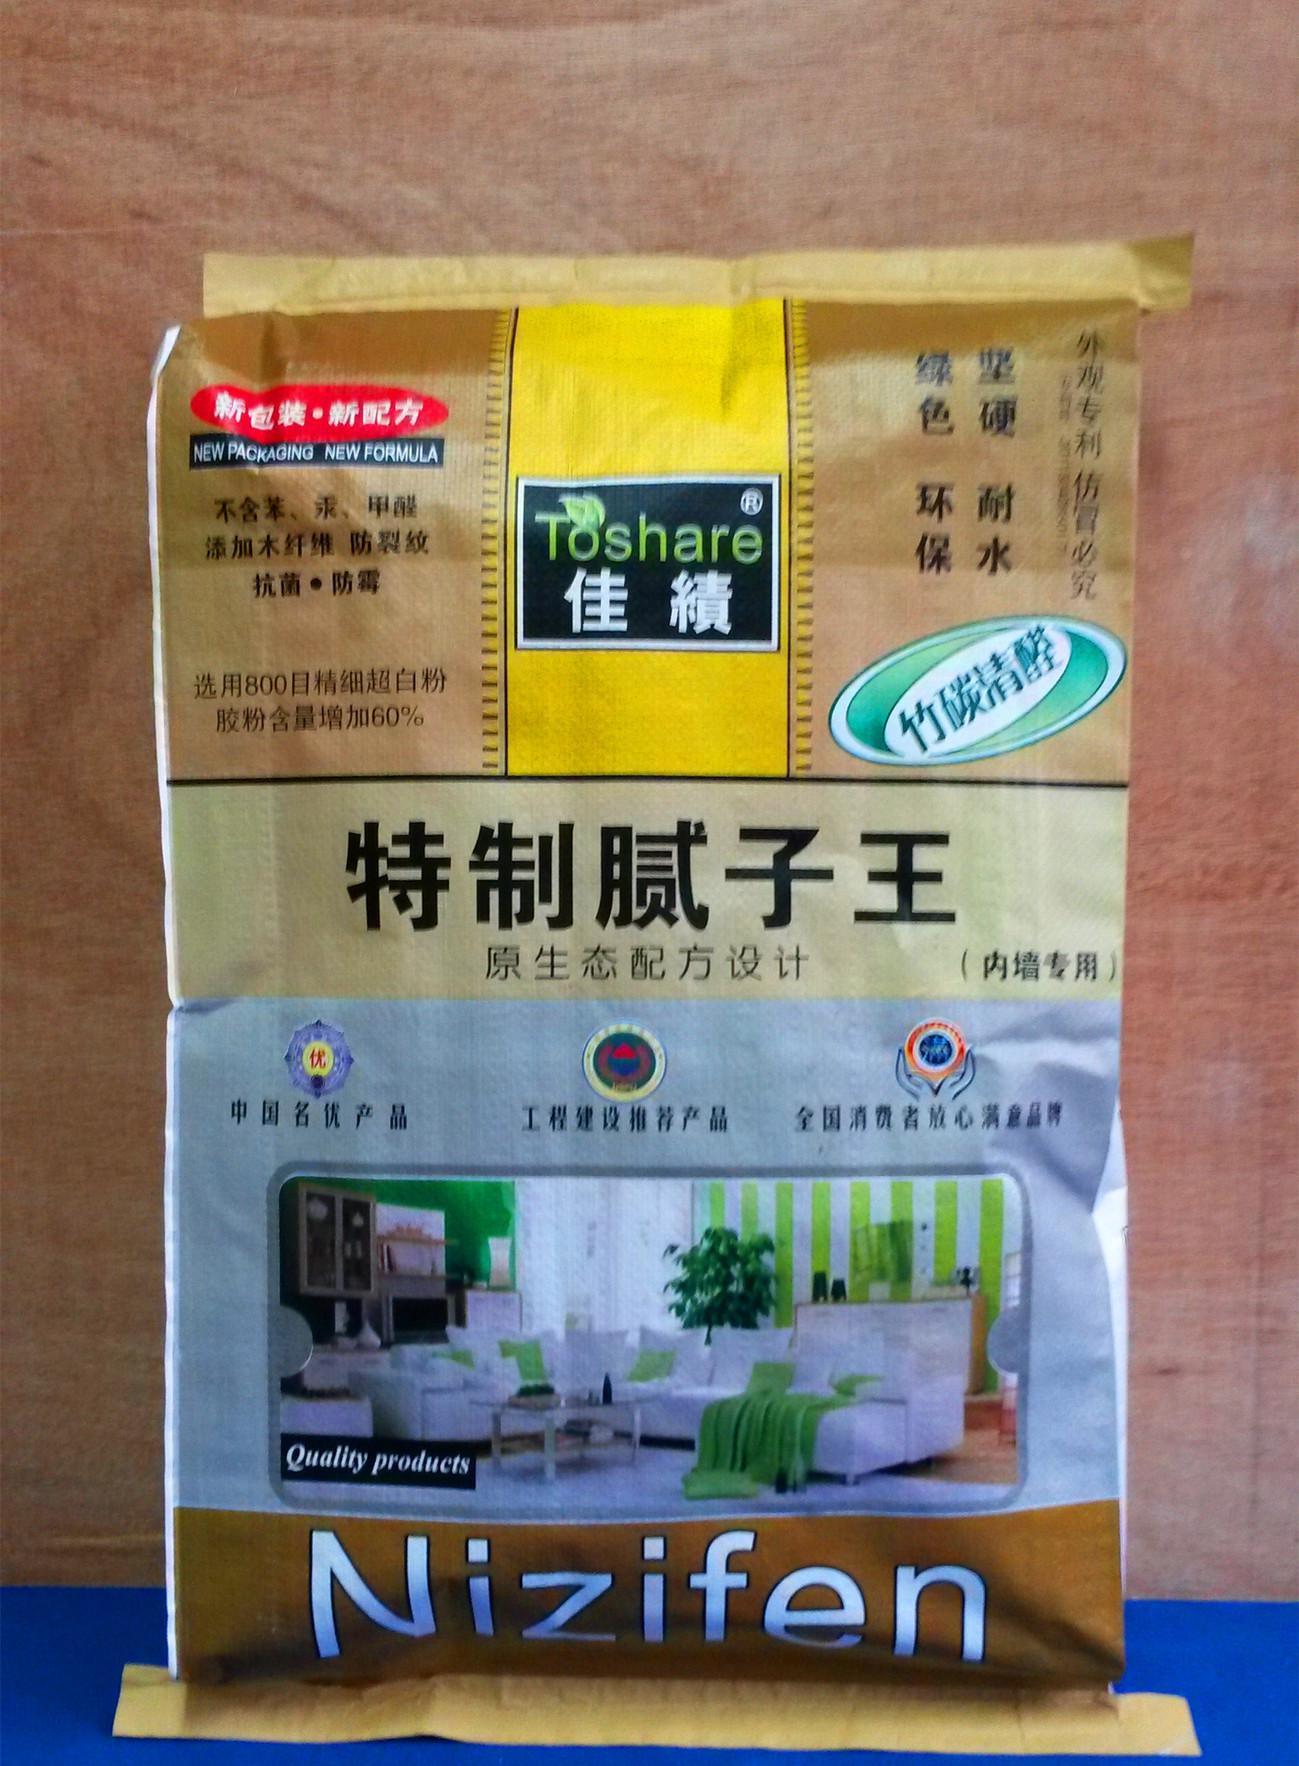 新包装·新配方
NEW PACKAGING NEW FORMULA
不含苯、汞、甲醛
添加木纤维 防裂纹
抗菌●防霉
选用800目精细超白粉
胶粉含量增加60%
Toshare®
佳績
绿色环保
坚硬耐水
外观专利 仿冒必究
竹碳清醛
特制腻子王
原生态配方设计
(内墙专用)
优
中国名优产品
工程建设推荐产品
全国消费者放心满意品牌
Quality products
Nizifen